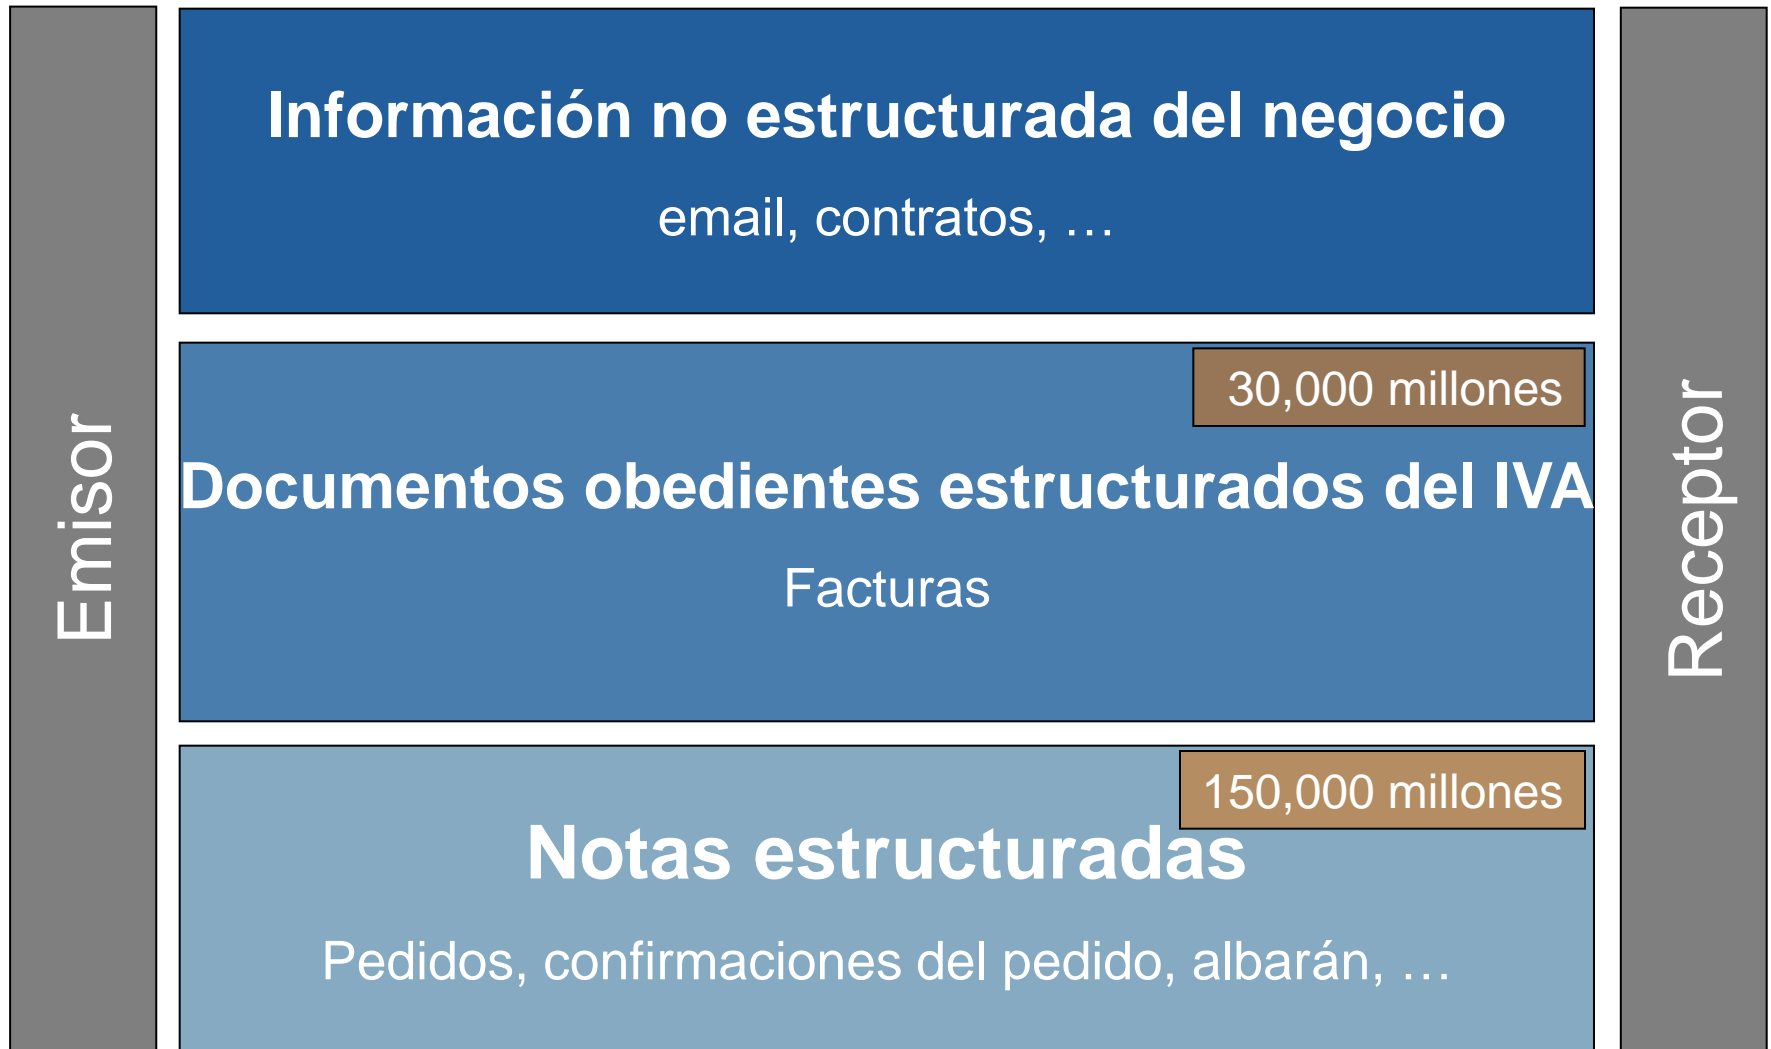 Emisor
Información no estructurada del negocio
email, contratos, …
30,000 millones
Documentos obedientes estructurados del IVA
Facturas
150,000 millones
Notas estructuradas
Pedidos, confirmaciones del pedido, albarán, …
Receptor